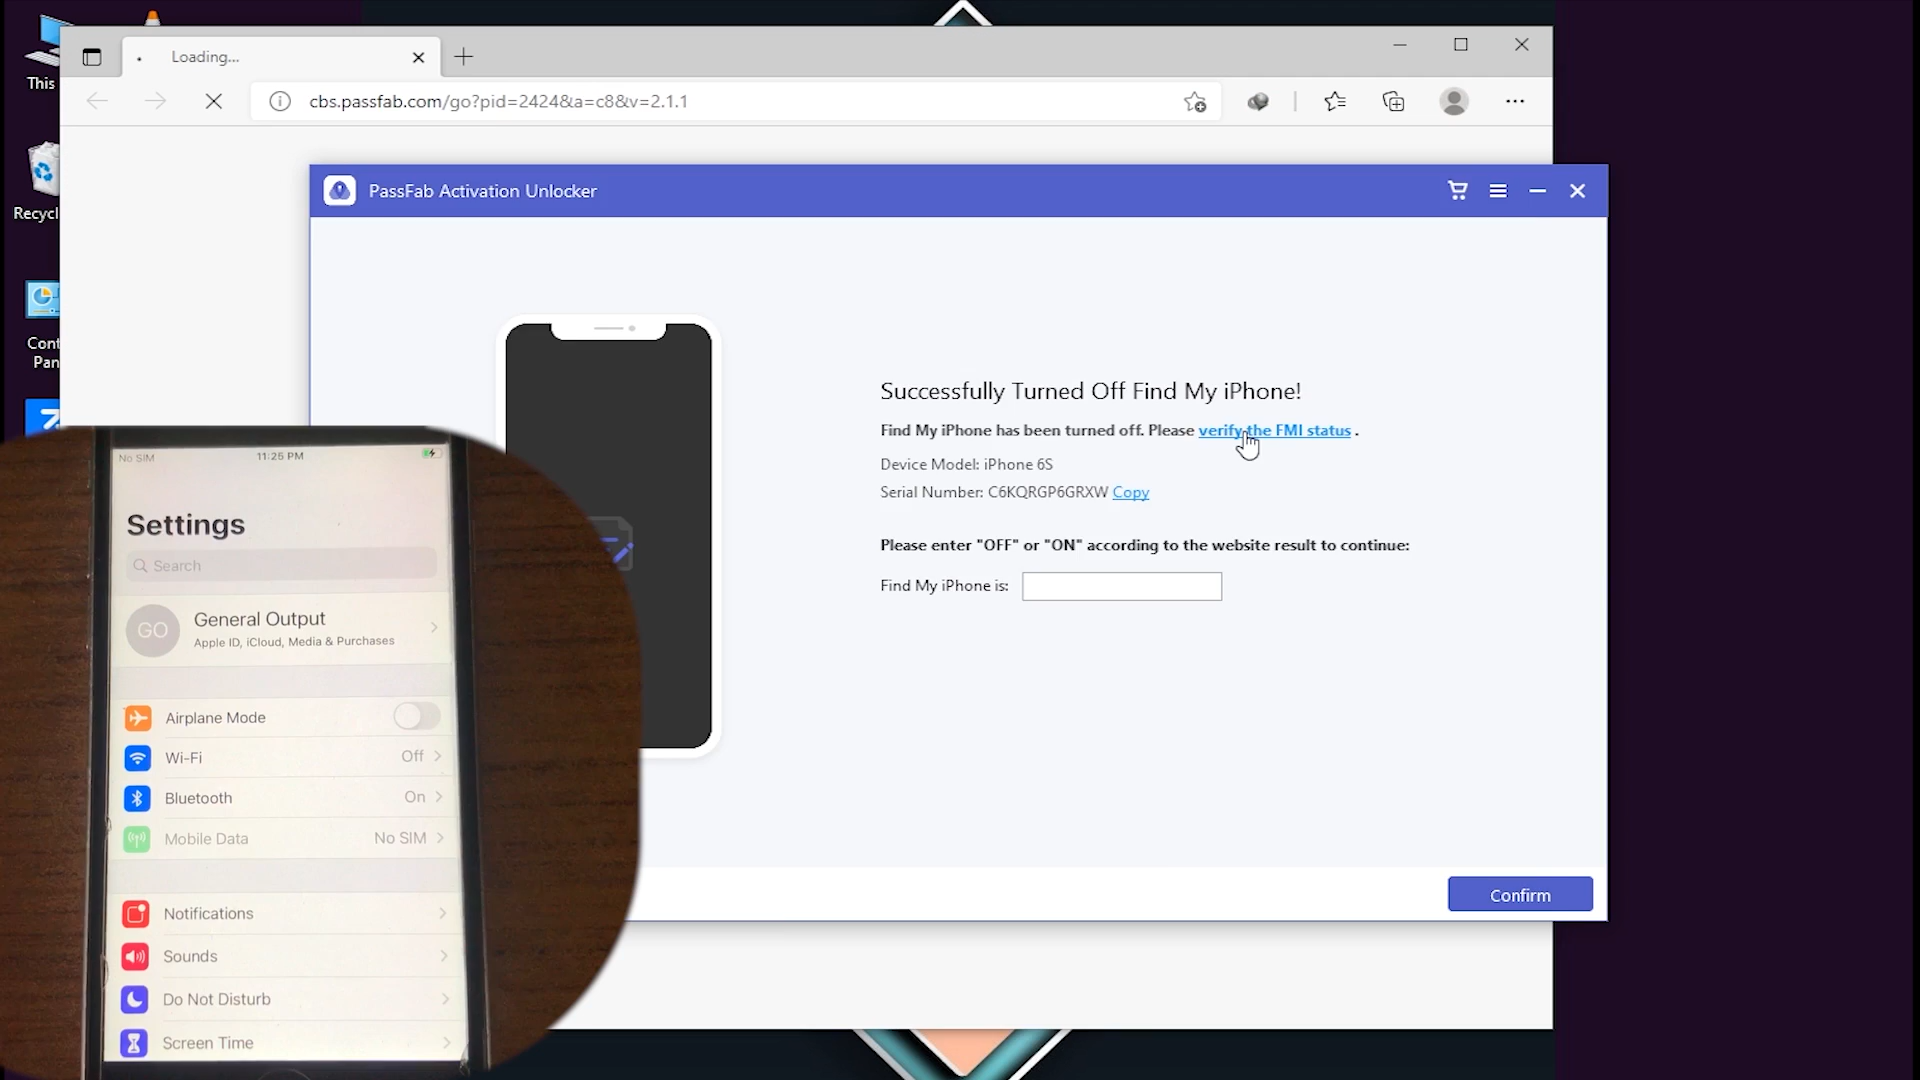 This
Recycl
Cont
Pan
Loading...
cbs.passfab.com/go?pid=2424&a=c8&v=2.1.1
PassFab Activation Unlocker
Successfully Turned Off Find My iPhone!
Find My iPhone has been turned off. Please verify the FMI status .
Device Model: iPhone 6S
Serial Number: C6KQRGP6GRXW Copy
Please enter "OFF" or "ON" according to the website result to continue:
Find My iPhone is:
Confirm
No SIM 11:25 PM
Settings
Search
GO
General Output
Apple ID, iCloud, Media & Purchases
Airplane Mode
Wi-Fi Off
Bluetooth On
Mobile Data No SIM
Notifications
Sounds
Do Not Disturb
Screen Time